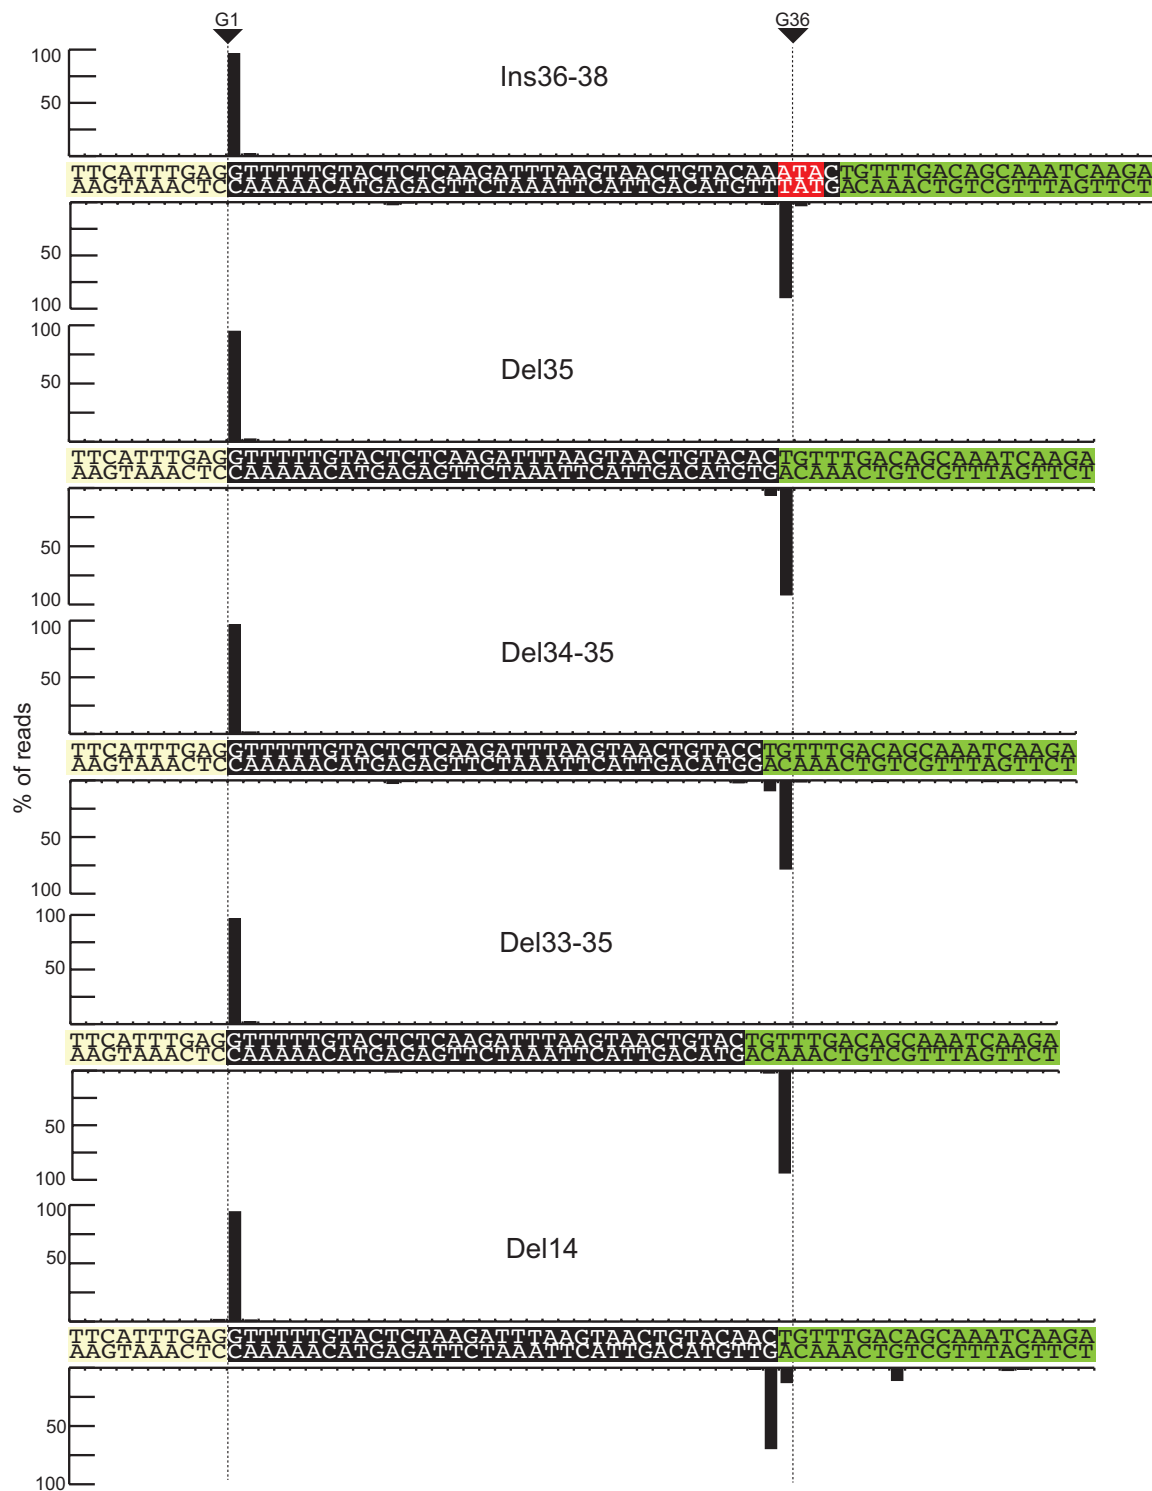 G1 G36
100
50
Ins36-38
TTCATTTGAGGTTTTTGTACTCTCAAGATTTAAGTAACTGTACAAATACTGTTTGACAGCAAATCAAGA
AAGTAAACTCCAAAAACATGAGAGTTCTAAATTCATTGACATGTTTATGACAAACTGTCGTTTAGTTCT
50
100
100
50
Del35
TTCATTTGAGGTTTTTGTACTCTCAAGATTTAAGTAACTGTACACTGTTTGACAGCAAATCAAGA
AAGTAAACTCCAAAAACATGAGAGTTCTAAATTCATTGACATGTGACAAACTGTCGTTTAGTTCT
50
100
100
50
Del34-35
TTCATTTGAGGTTTTTGTACTCTCAAGATTTAAGTAACTGTACCTGTTTGACAGCAAATCAAGA
AAGTAAACTCCAAAAACATGAGAGTTCTAAATTCATTGACATGGACAAACTGTCGTTTAGTTCT
50
100
% of reads
100
50
Del33-35
TTCATTTGAGGTTTTTGTACTCTCAAGATTTAAGTAACTGTACTGTTTGACAGCAAATCAAGA
AAGTAAACTCCAAAAACATGAGAGTTCTAAATTCATTGACATGACAAACTGTCGTTTAGTTCT
50
100
100
50
Del14
TTCATTTGAGGTTTTTGTACTCTAAGATTTAAGTAACTGTACAACTGTTTGACAGCAAATCAAGA
AAGTAAACTCCAAAAACATGAGATTCTAAATTCATTGACATGTTGACAAACTGTCGTTTAGTTCT
50
100